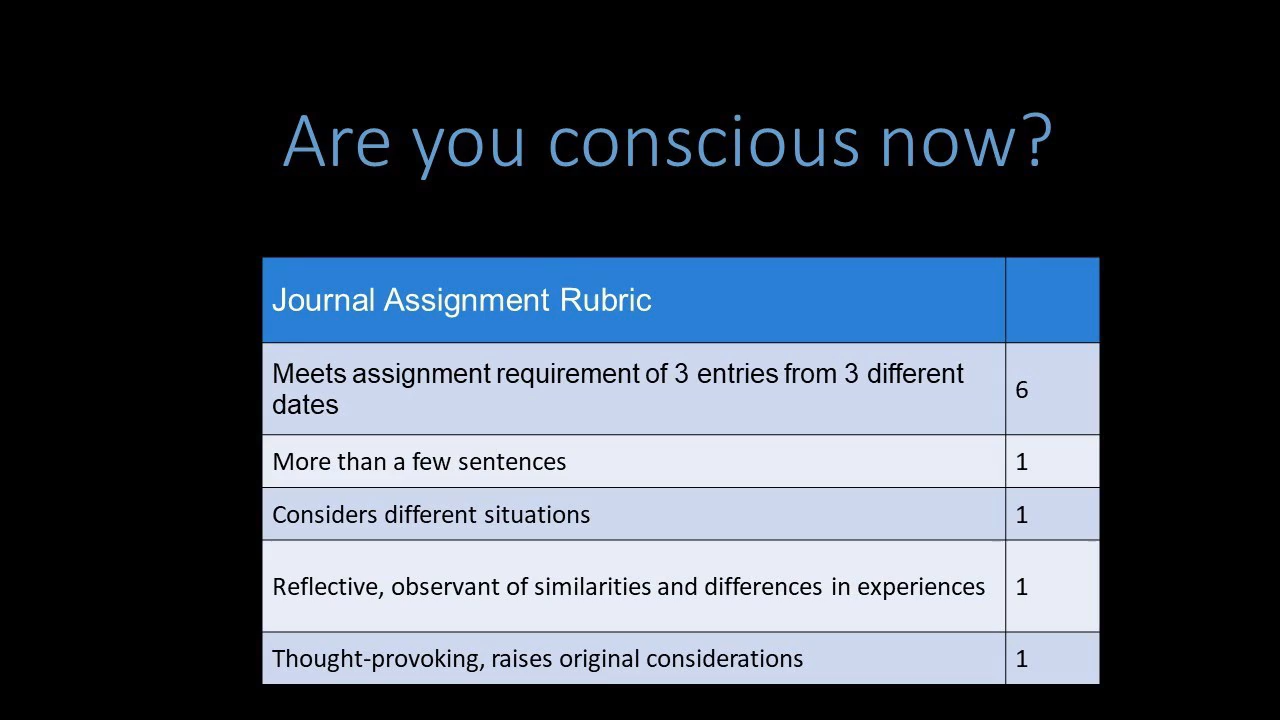 Are you conscious now?
Journal Assignment Rubric
Meets assignment requirement of 3 entries from 3 different
dates
6
More than a few sentences
1
Considers different situations
1
Reflective, observant of similarities and differences in experiences
1
Thought-provoking, raises original considerations
1